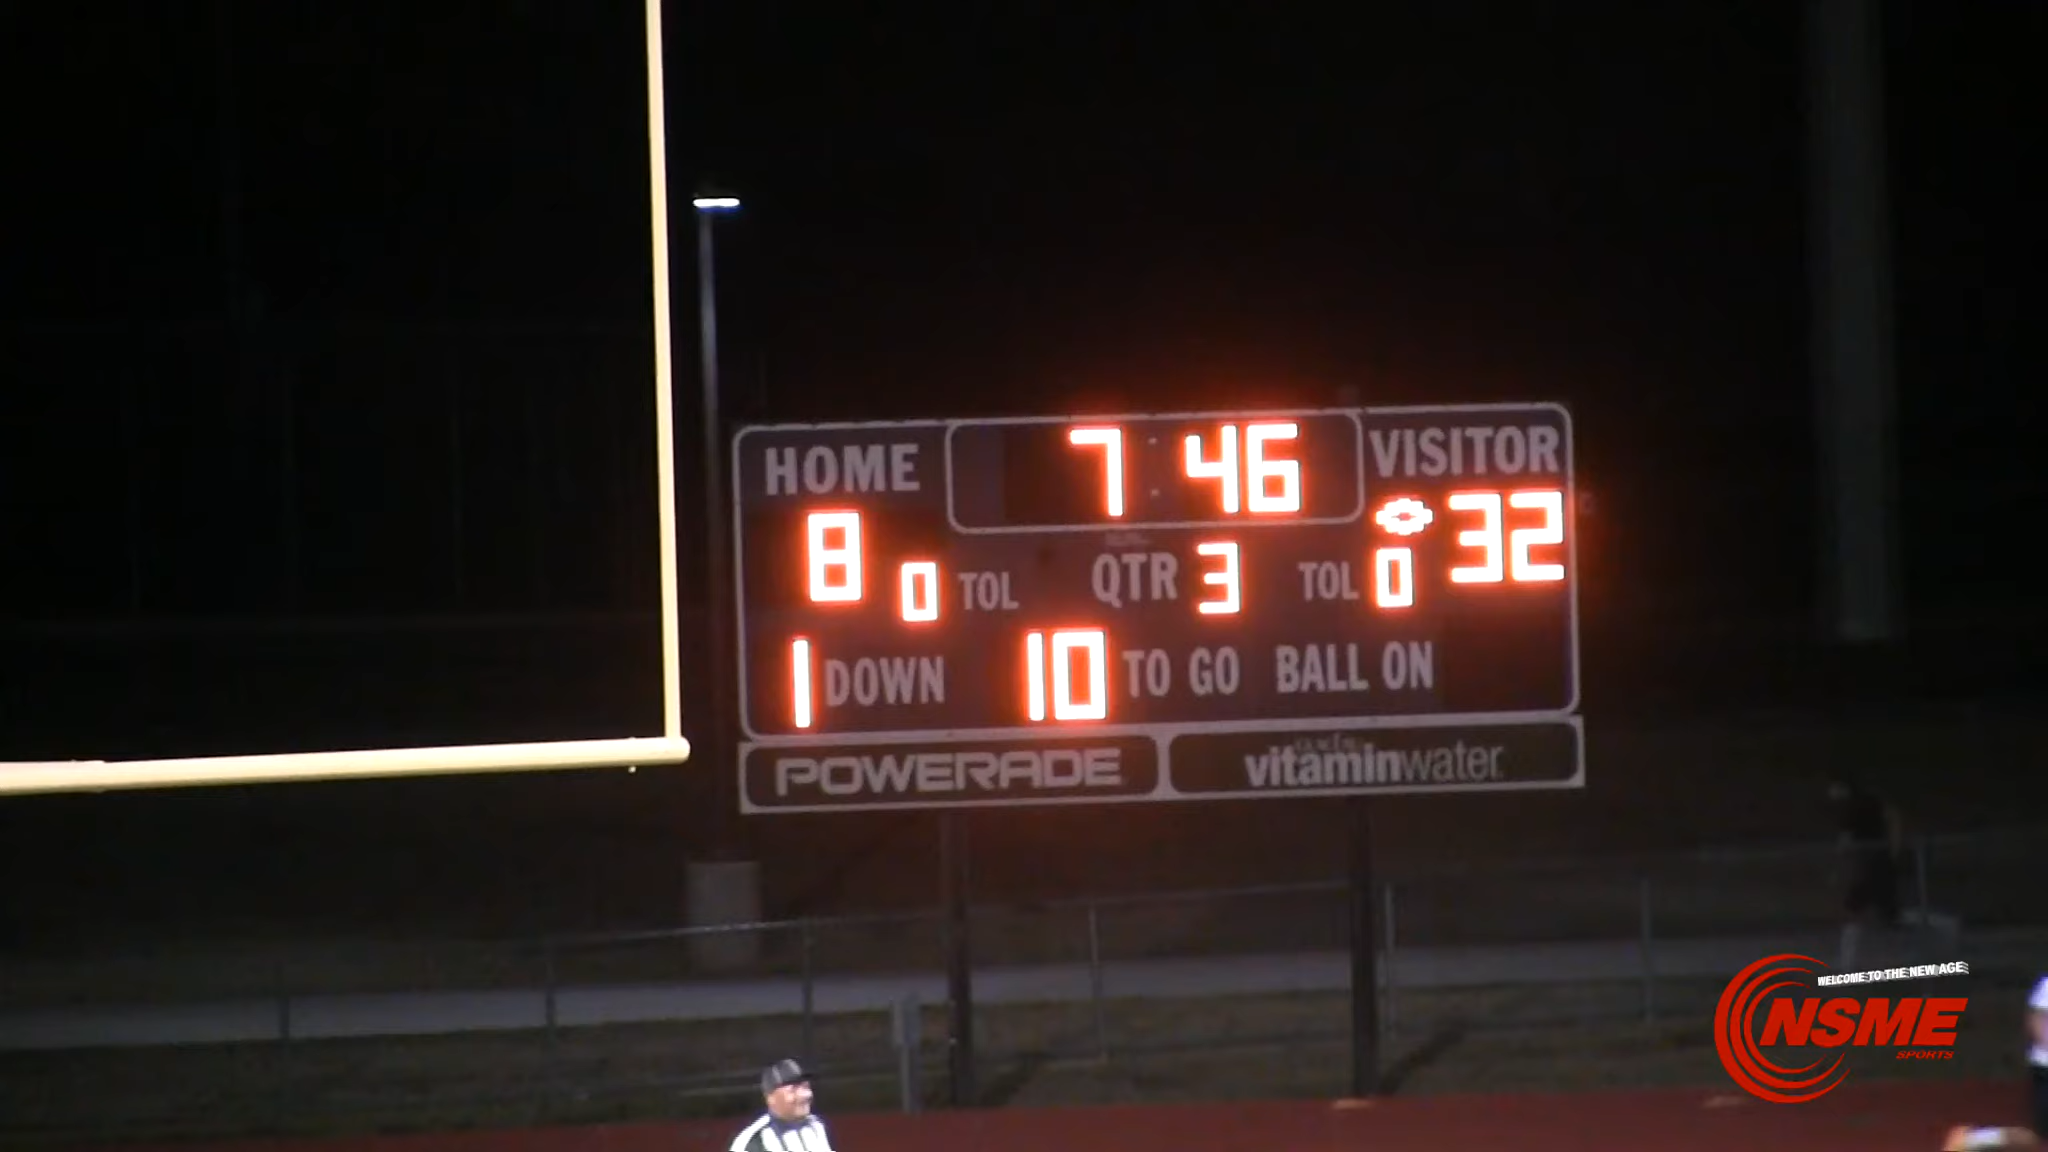 HOME 7:46 VISITOR
8 0 TOL QTR 3 TOL 0 32
1 DOWN 10 TO GO BALL ON
POWERADE vitaminwater
WELCOME TO THE NEW AGE
NSME
SPORTS